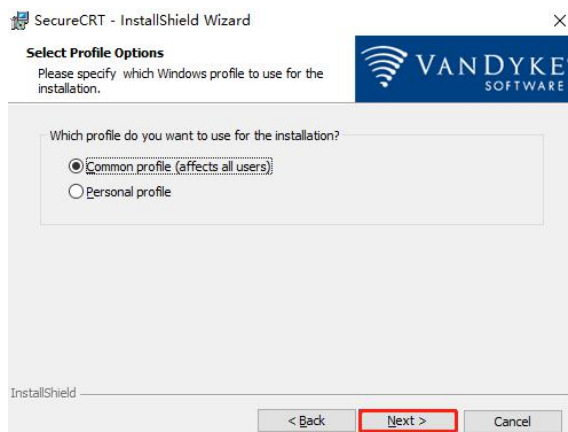 SecureCRT - InstallShield Wizard
Select Profile Options
Please specify which Windows profile to use for the
installation.
VANDYKE
SOFTWARE
Which profile do you want to use for the installation?
Common profile (affects all users)
Personal profile
InstallShield
< Back
Next >
Cancel